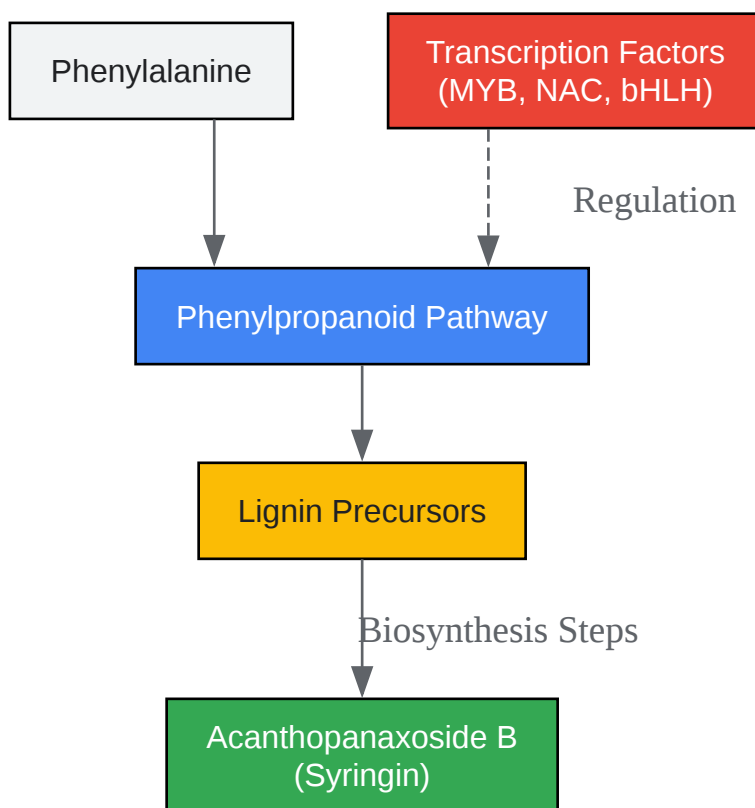 Phenylalanine
Transcription Factors
(MYB, NAC, bHLH)
Regulation
Phenylpropanoid Pathway
Lignin Precursors
Biosynthesis Steps
Acanthopanaxoside B
(Syringin)